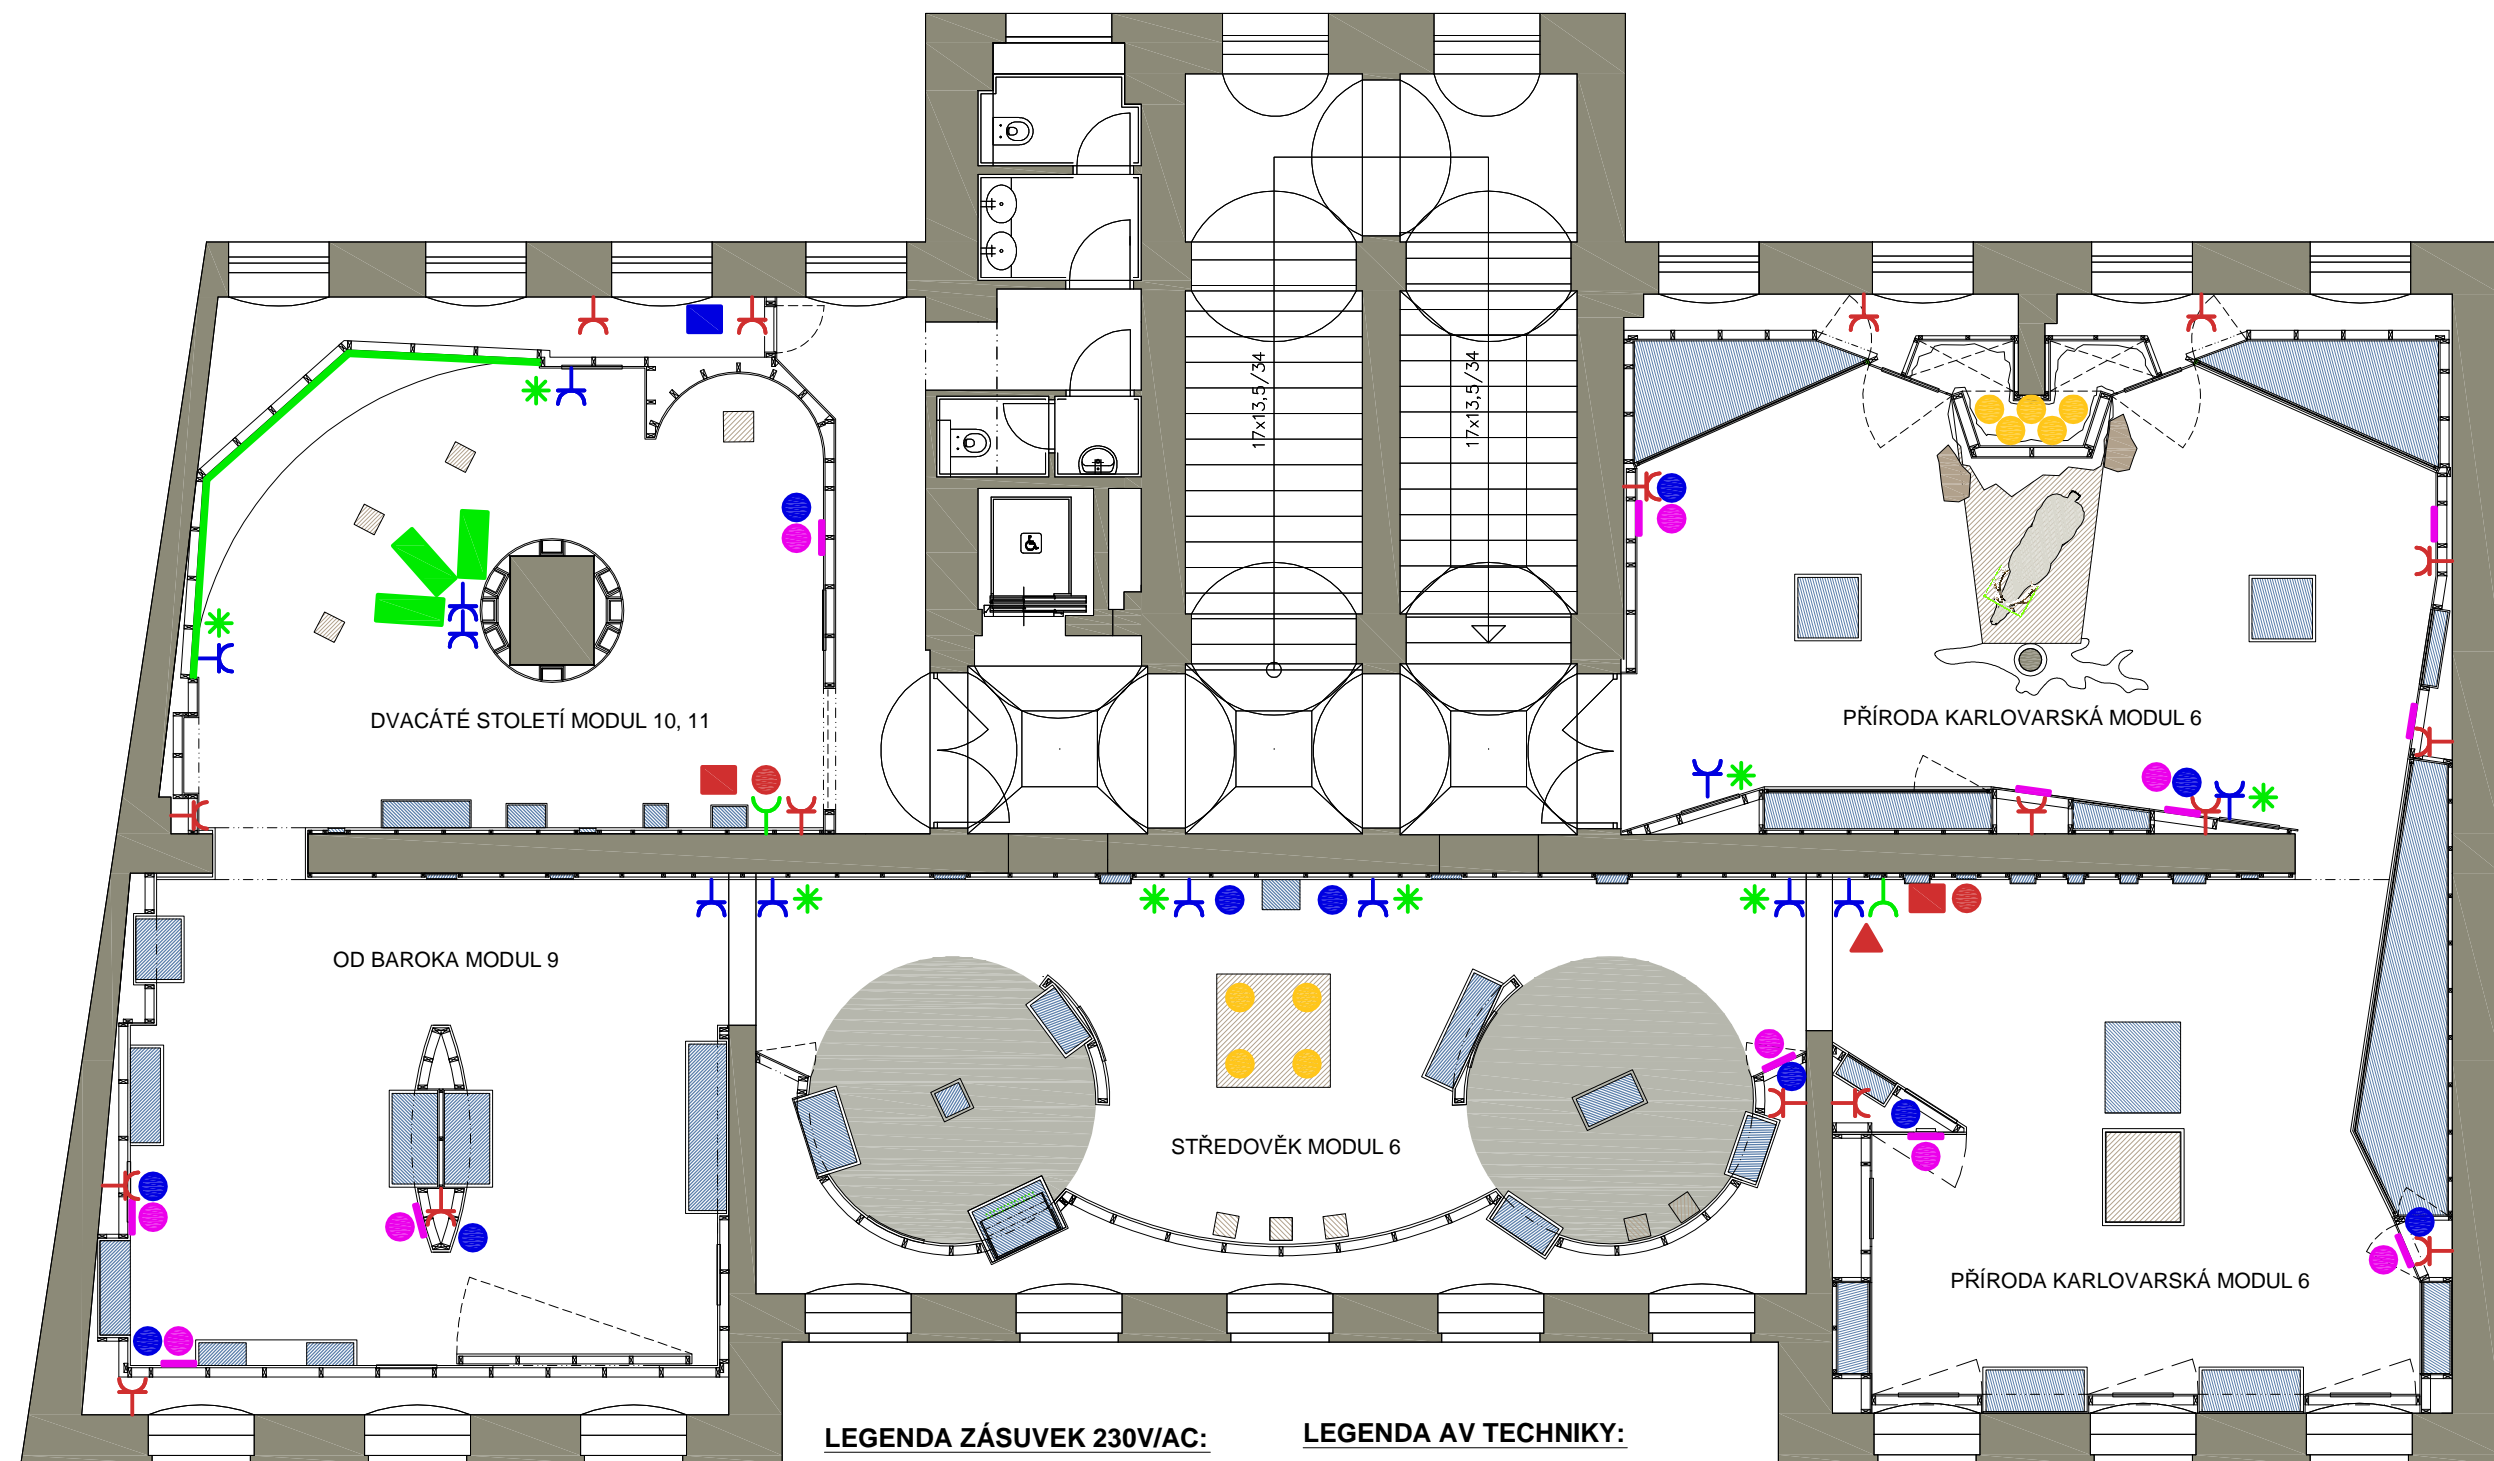 17x13,5/34
17x13,5/34
DVACÁTÉ STOLETÍ MODUL 10, 11
PŘÍRODA KARLOVARSKÁ MODUL 6
OD BAROKA MODUL 9
STŘEDOVĚK MODUL 6
PŘÍRODA KARLOVARSKÁ MODUL 6
LEGENDA ZÁSUVEK 230V/AC:
LEGENDA AV TECHNIKY: